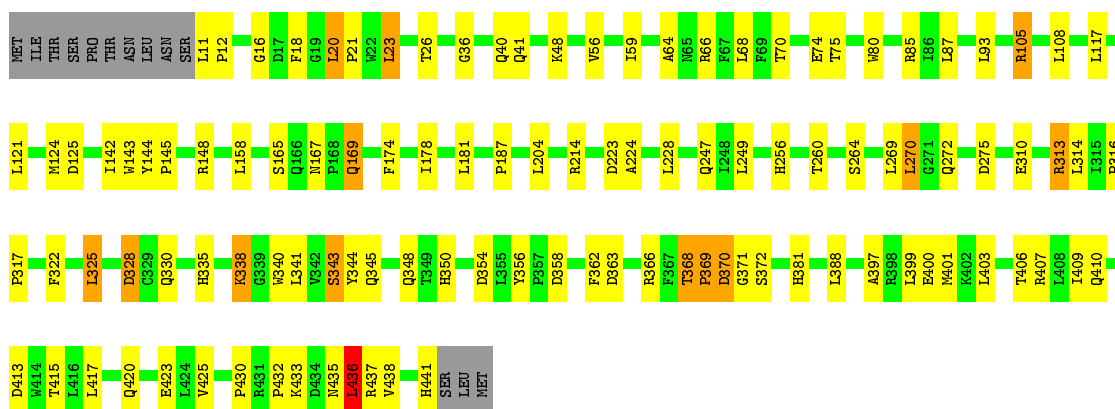 MET ILE THR SER PRO THR ASN LEU ASN SER L11 P12 G16 D17 F18 G19 L20 P21 W22 L23 T26 G36 Q40 Q41 K48 V56 I59 A64 N65 R66 F67 L68 F69 T70 E74 T75 W80 R85 I86 L87 L93 R105 L108 L117
L121 M124 D125 I142 W143 Y144 P145 R148 L158 S165 Q166 N167 P168 Q169 F174 I178 L181 P187 L204 R214 D223 A224 L228 Q247 I248 L249 H256 T260 S264 L269 L270 G271 Q272 D275 E310 R313 L314 I315 P316
P317 F322 L325 D328 C329 Q330 H335 K338 G339 W340 L341 V342 S343 Y344 Q345 Q348 T349 H350 D354 L355 Y356 P357 D358 F362 D363 R366 F367 T368 P369 D370 G371 S372 H381 L388 A397 R398 L399 E400 M401 K402 L403 T406 R407 L408 I409 Q410
D413 W414 T415 L416 L417 Q420 E423 L424 V425 P430 R431 P432 K433 D434 N435 L436 R437 V438 H441 SER LEU MET